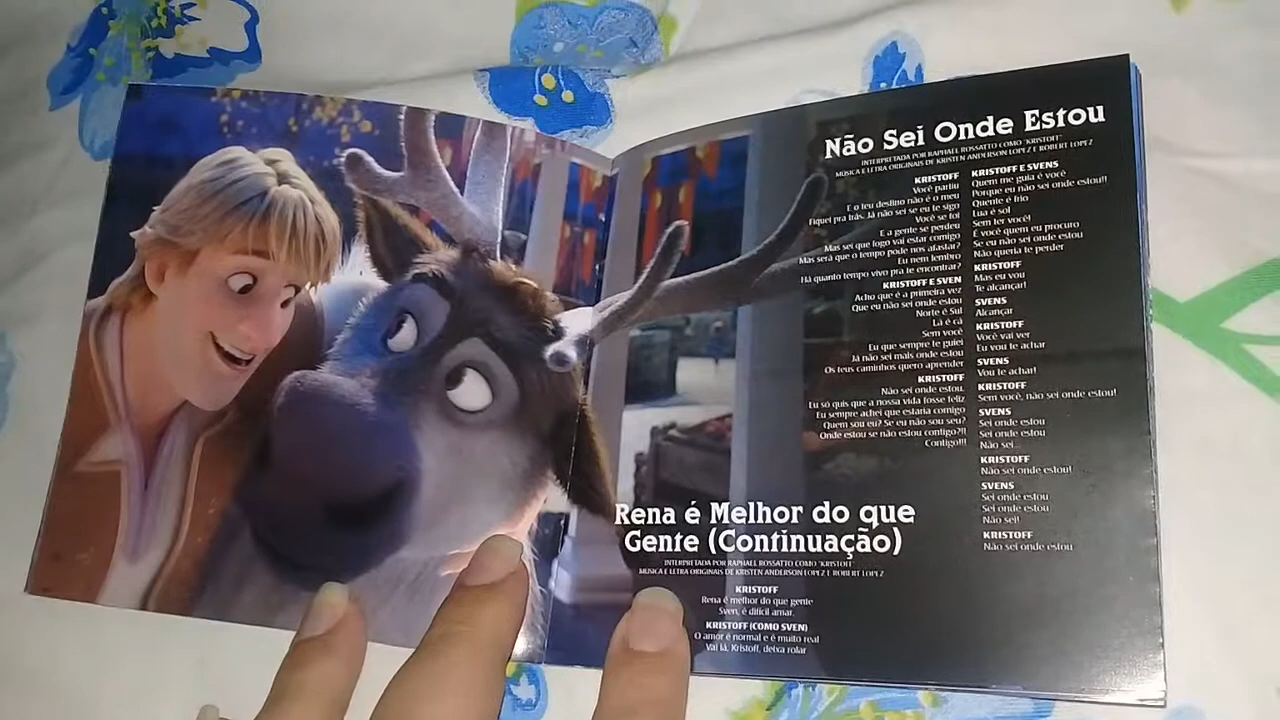 Não Sei Onde Estou
INTERPRETADA POR RAPHAEL ROSSATTO COMO "KRISTOFF"
MÚSICA E LETRA ORIGINAIS DE KRISTEN ANDERSON LOPEZ E ROBERT LOPEZ
KRISTOFF
Você partiu
E o teu destino não é o meu
Fiquei pra trás. Já não sei se eu te sigo
Você se foi
E a gente se perdeu
Mas sei que logo vai estar comigo
Mas será que o tempo pode nos afastar?
Eu nem lembro
Há quanto tempo vivo pra te encontrar?
KRISTOFF E SVEN
Acho que é a primeira vez
Que eu não sei onde estou
Norte é Sul
Lá é cá
Sem você
Eu que sempre te guiei
Já não sei mais onde estou
Os teus caminhos quero aprender
KRISTOFF
Não sei onde estou.
Eu só quis que a nossa vida fosse feliz
Eu sempre achei que estaria comigo
Quem sou eu? Se eu não sou seu?
Onde estou se não estou contigo?!!
Contigo!!!
KRISTOFF E SVENS
Quem me guia é você
Porque eu não sei onde estou!!
Quente é frio
Lua é sol
Sem ter você!
É você quem eu procuro
Se eu não sei onde estou
Não queria te perder
KRISTOFF
Mas eu vou
Te alcançar!
SVENS
Alcançar
KRISTOFF
Você vai ver
Eu vou te achar
SVENS
Vou te achar!
KRISTOFF
Sem você, não sei onde estou!
SVENS
Sei onde estou
Sei onde estou
Não sei...
KRISTOFF
Não sei onde estou!
SVENS
Sei onde estou
Sei onde estou
Não sei!
KRISTOFF
Não sei onde estou
Rena é Melhor do que
Gente (Continuação)
INTERPRETADA POR RAPHAEL ROSSATTO COMO "KRISTOFF"
MÚSICA E LETRA ORIGINAIS DE KRISTEN ANDERSON LOPEZ E ROBERT LOPEZ
KRISTOFF
Rena é melhor do que gente
Sven, é difícil amar.
KRISTOFF (COMO SVEN)
O amor é normal e é muito real
Vai lá, Kristoff, deixa rolar